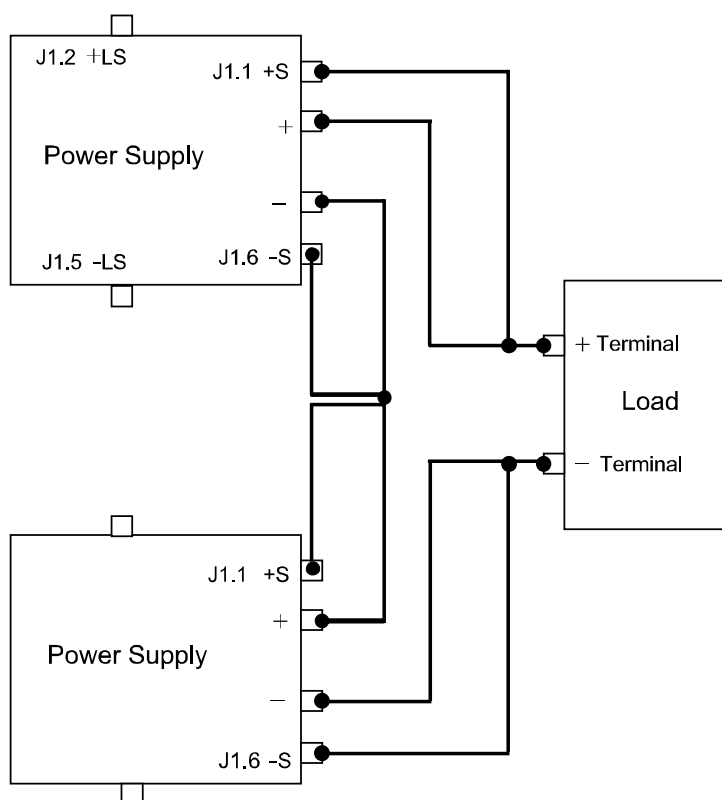 J1.2 +LS
J1.1 +S
+
Power Supply
−
J1.5 −LS
J1.6 −S
+ Terminal
Load
− Terminal
J1.1 +S
+
Power Supply
−
J1.6 −S